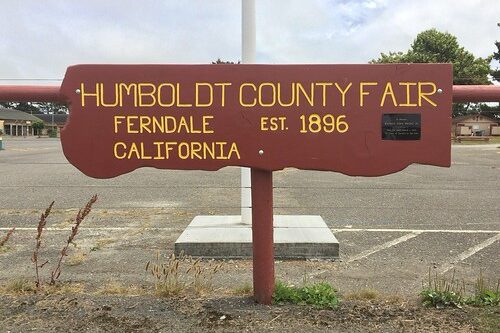 HUMBOLDT COUNTY FAIR
FERNDALE EST. 1896
CALIFORNIA